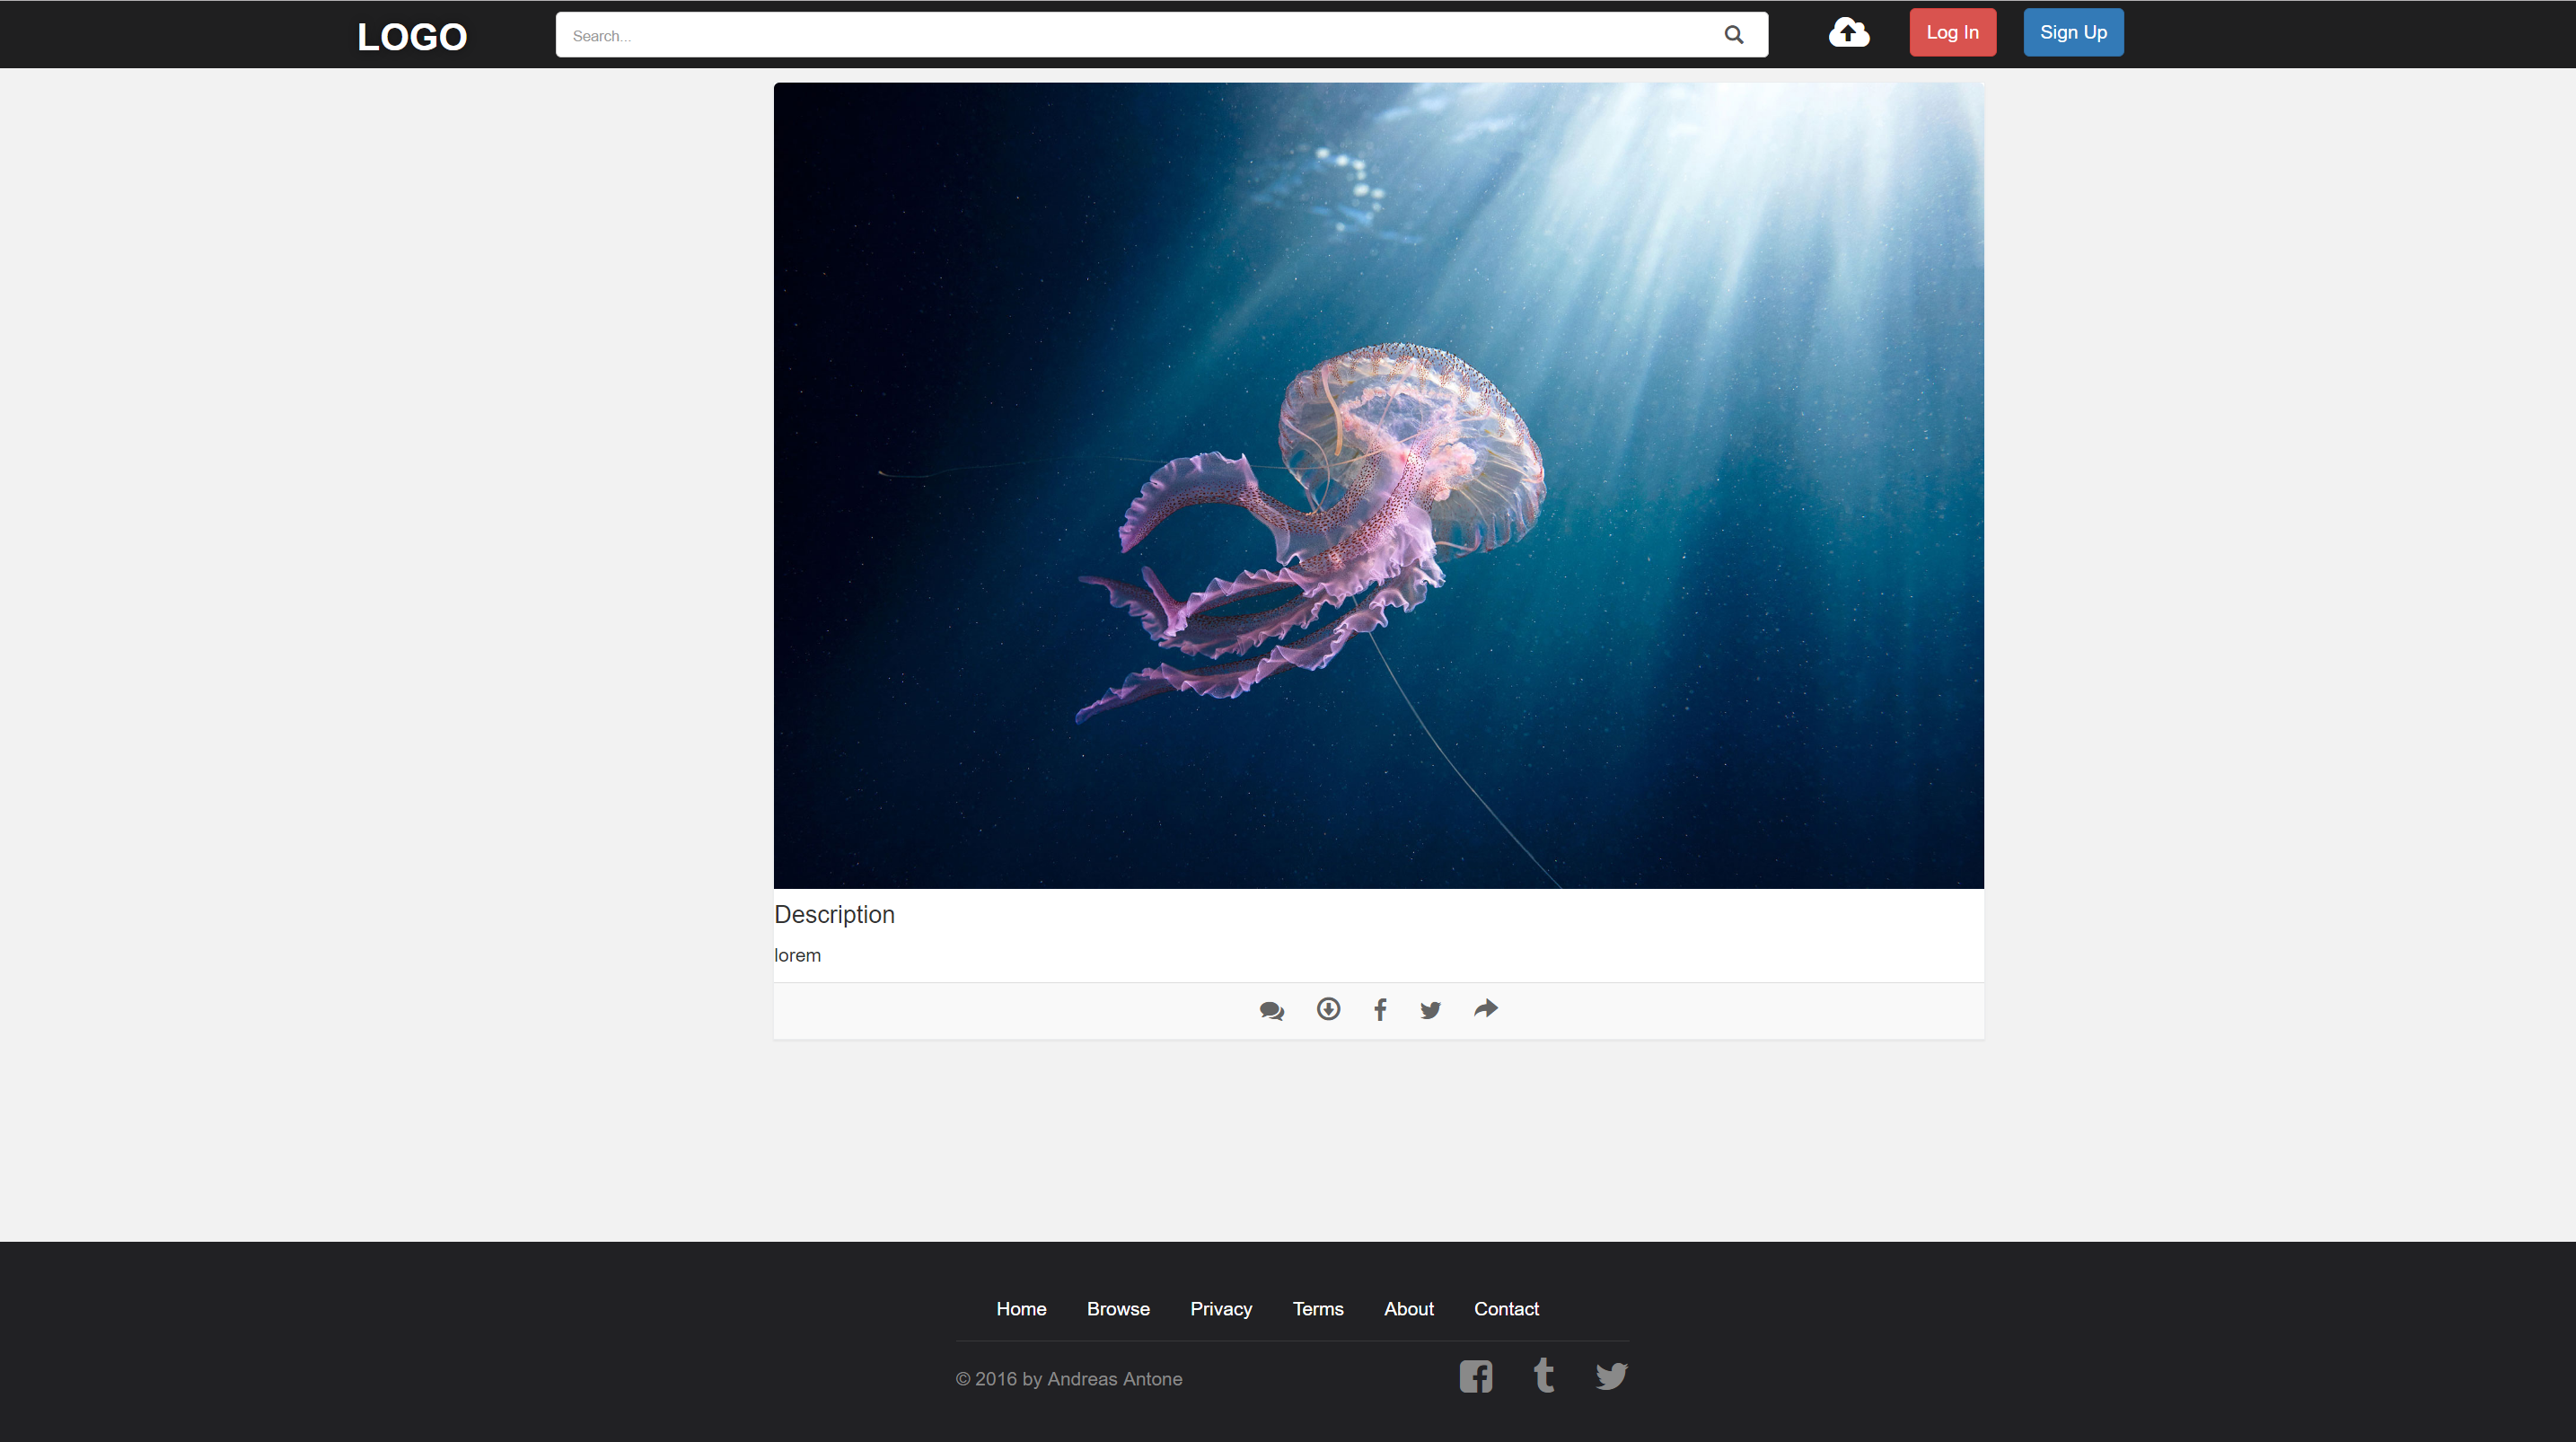 LOGO
Search...
Log In
Sign Up
Description
lorem
Home Browse Privacy Terms About Contact
© 2016 by Andreas Antone